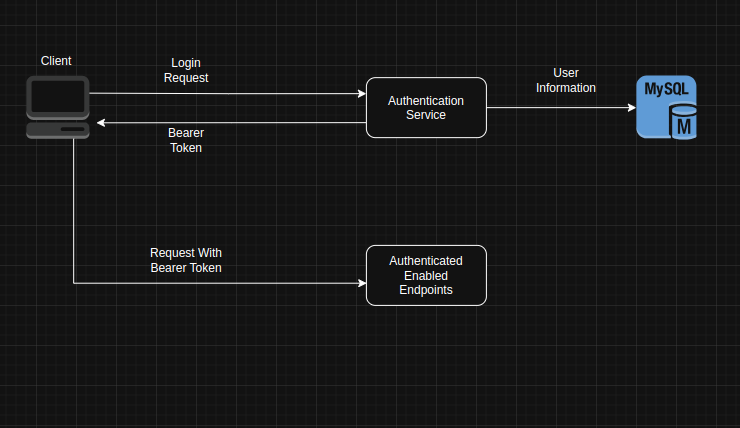 Client
Login
Request
Bearer
Token
Authentication
Service
User
Information
MySQL
M
Request With
Bearer Token
Authenticated
Enabled
Endpoints